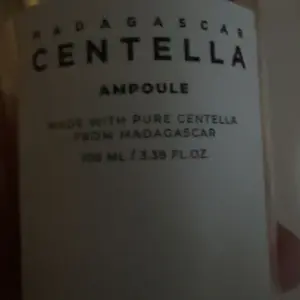 MADAGASCAR
CENTELLA
AMPOULE
MADE WITH PURE CENTELLA
FROM MADAGASCAR
100 ML / 3.38 FL.OZ